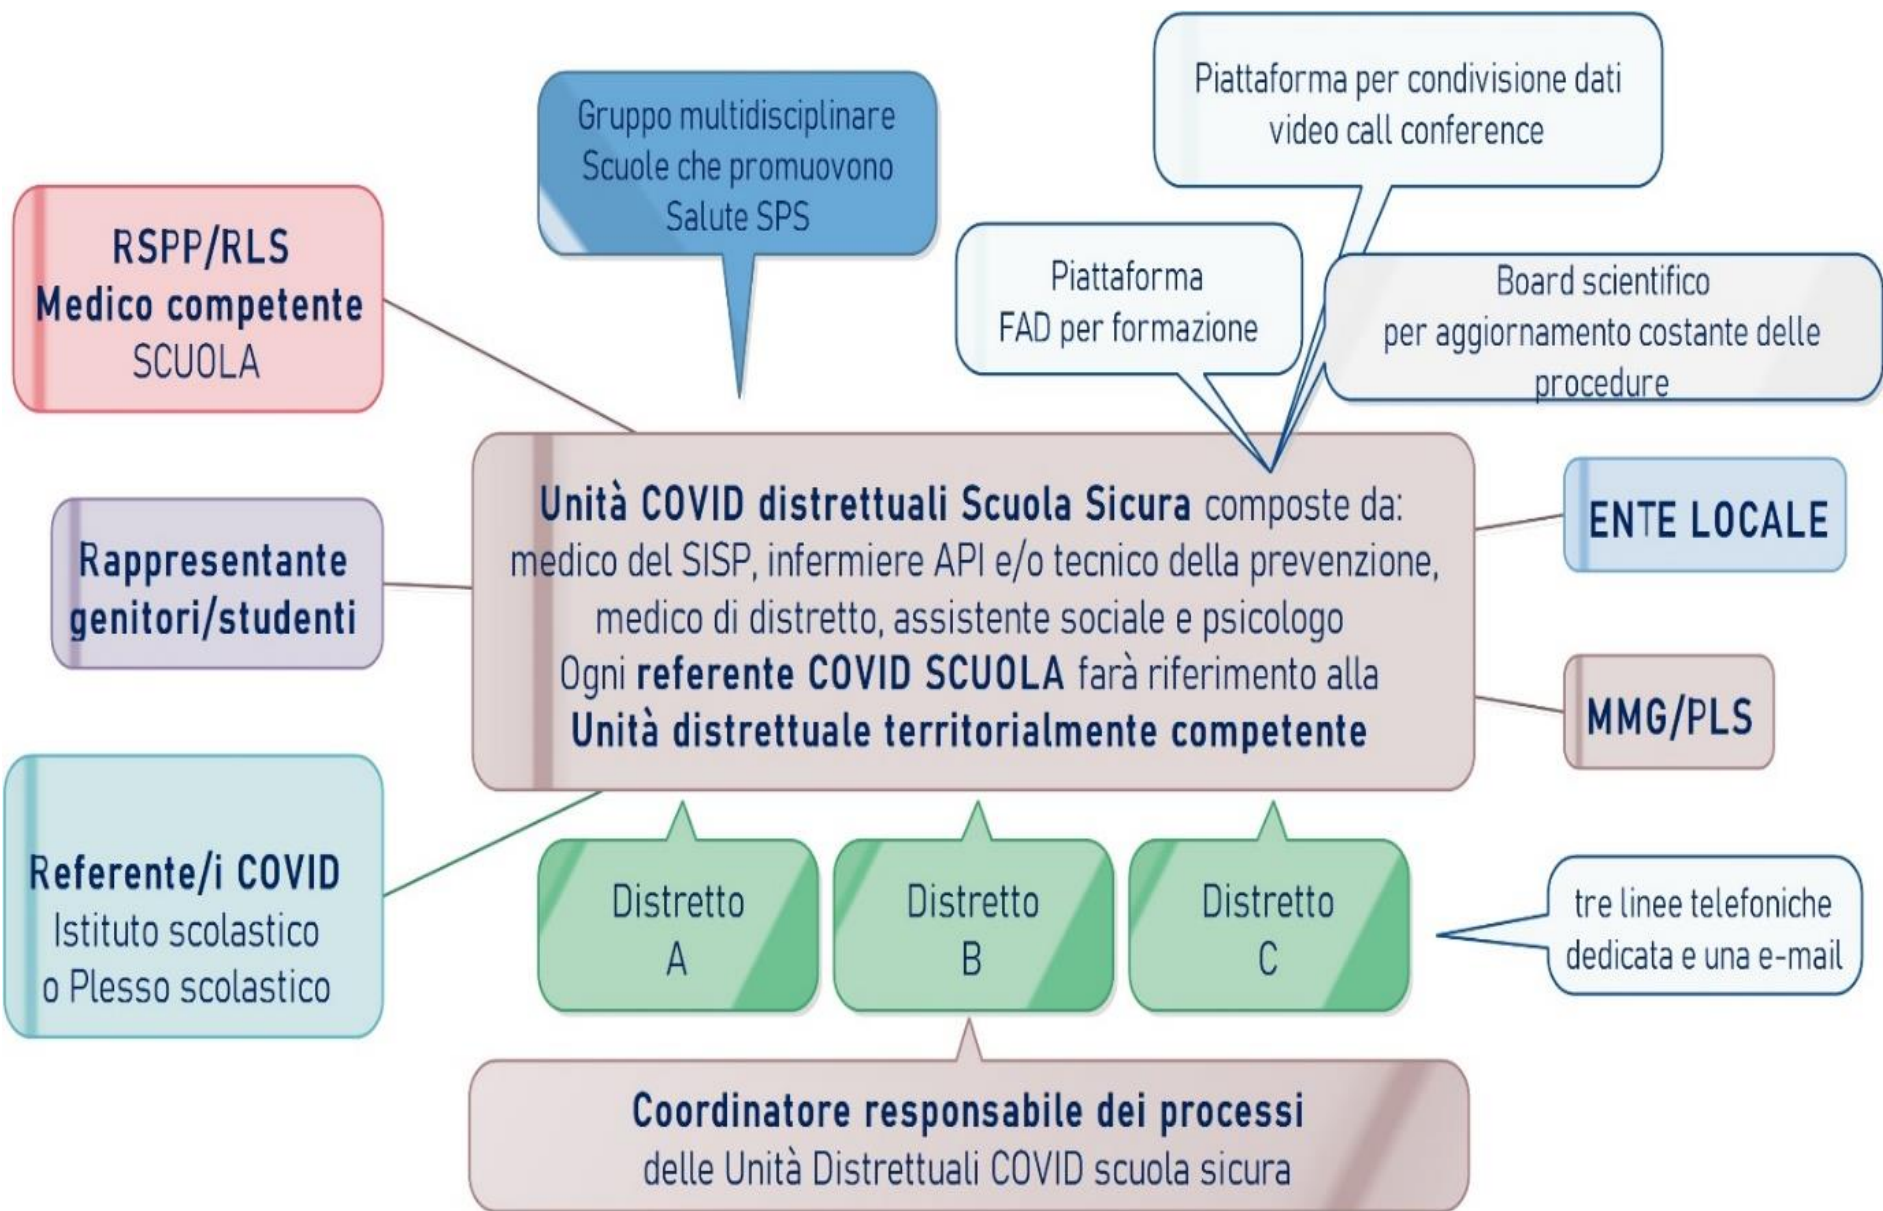 Piattaforma per condivisione dati
video call conference
Gruppo multidisciplinare
Scuole che promuovono
Salute SPS
RSPP/RLS
Medico competente
SCUOLA
Piattaforma
FAD per formazione
Board scientifico
per aggiornamento costante delle
procedure
Unità COVID distrettuali Scuola Sicura composte da:
medico del SISP, infermiere API e/o tecnico della prevenzione,
medico di distretto, assistente sociale e psicologo
Ogni referente COVID SCUOLA farà riferimento alla
Unità distrettuale territorialmente competente
ENTE LOCALE
Rappresentante
genitori/studenti
MMG/PLS
Referente/i COVID
Istituto scolastico
o Plesso scolastico
Distretto
A
Distretto
B
Distretto
C
tre linee telefoniche
dedicata e una e-mail
Coordinatore responsabile dei processi
delle Unità Distrettuali COVID scuola sicura